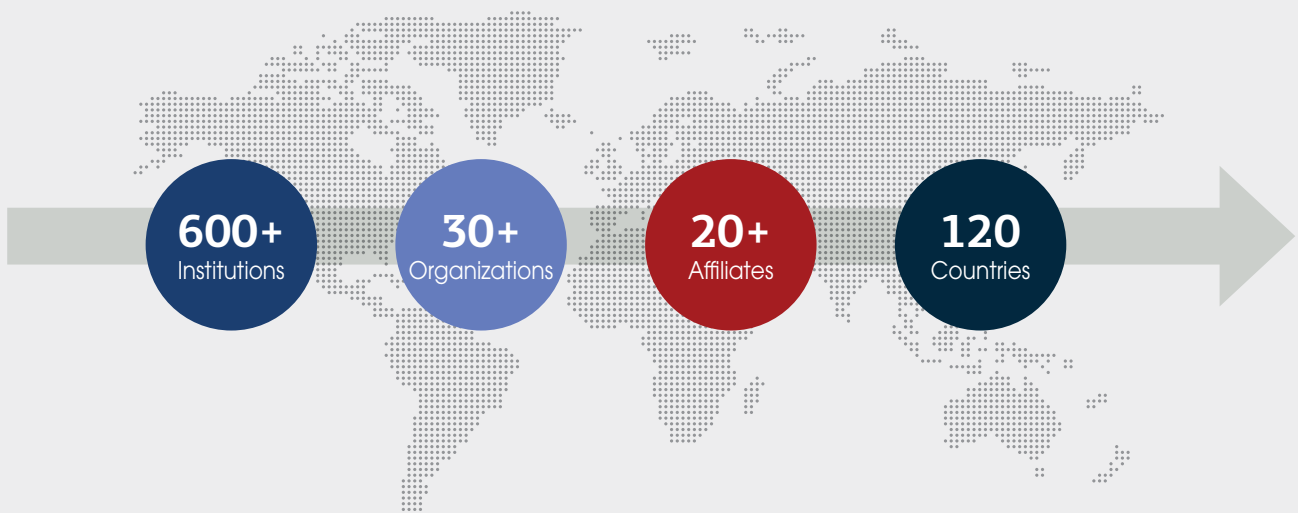 600+
Institutions
30+
Organizations
20+
Affiliates
120
Countries